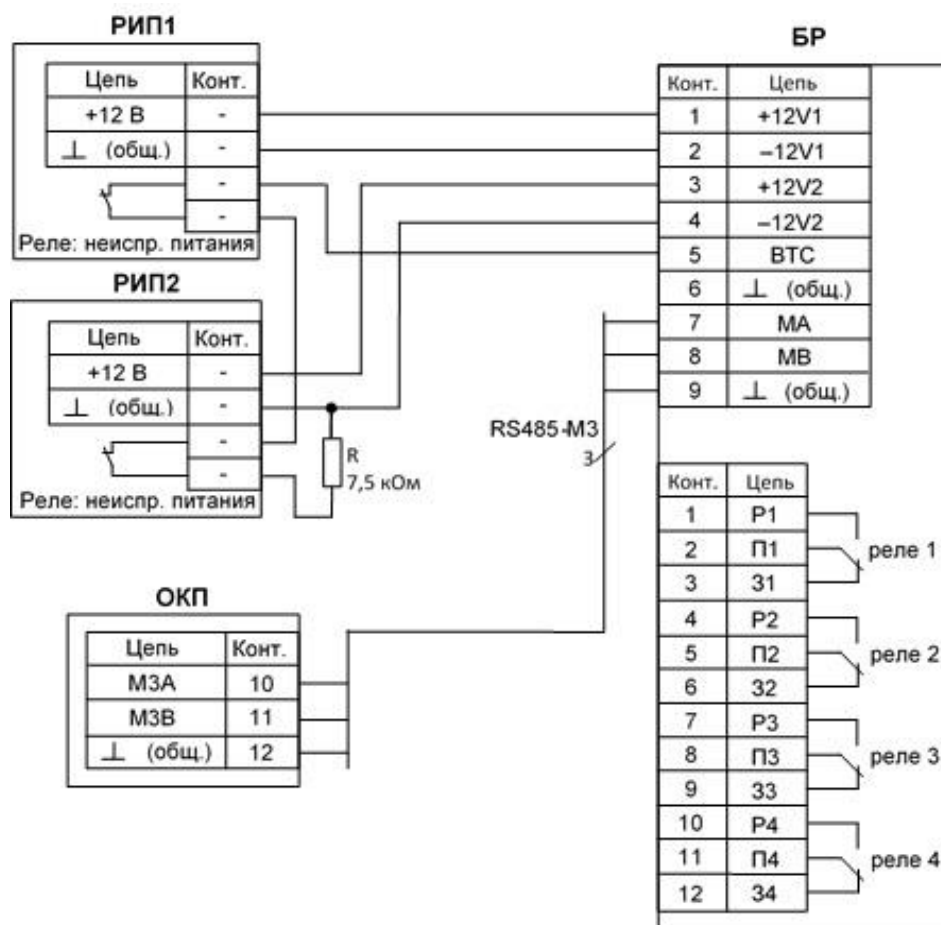 РИП1
Цепь Конт.
+12 В -
⊥ (общ.) -
-
-
Реле: неиспр. питания
РИП2
Цепь Конт.
+12 В -
⊥ (общ.) -
-
-
Реле: неиспр. питания
R
7,5 кОм
ОКП
Цепь Конт.
М3А 10
М3В 11
⊥ (общ.) 12
RS485-М3
3
БР
Конт. Цепь
1 +12V1
2 –12V1
3 +12V2
4 –12V2
5 ВТС
6 ⊥ (общ.)
7 МА
8 МВ
9 ⊥ (общ.)
Конт. Цепь
1 Р1
2 П1
3 З1
реле 1
4 Р2
5 П2
6 З2
реле 2
7 Р3
8 П3
9 З3
реле 3
10 Р4
11 П4
12 З4
реле 4